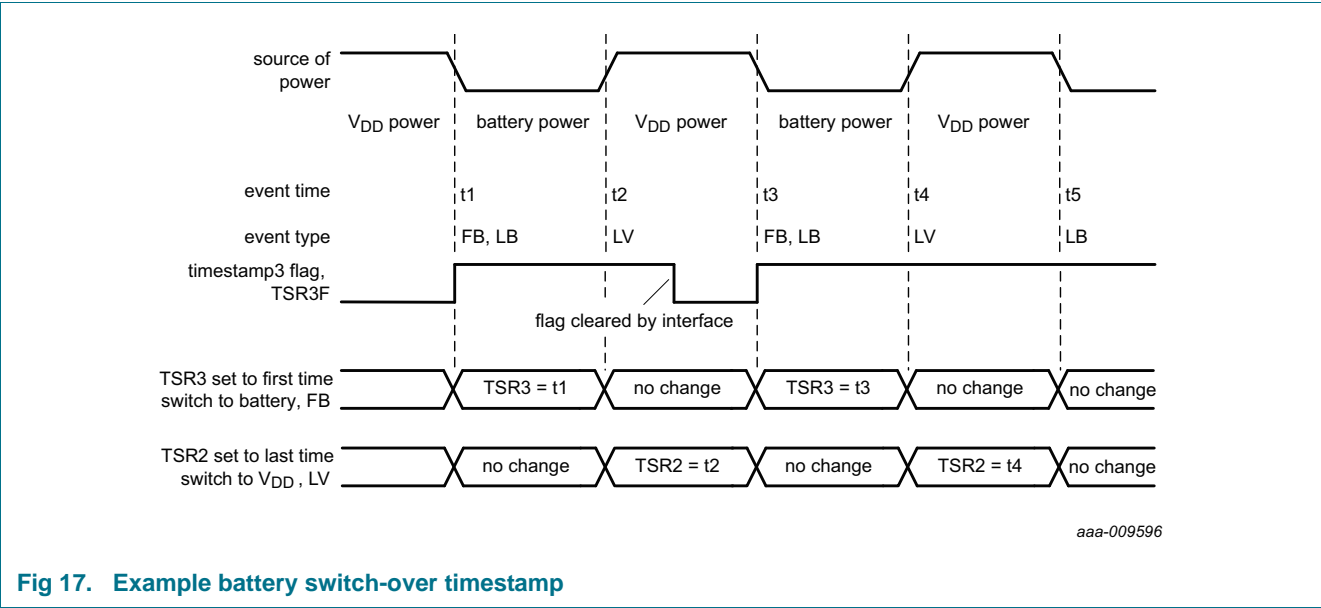 source of
power
V_DD power battery power V_DD power battery power V_DD power
event time t1 t2 t3 t4 t5
event type FB, LB LV FB, LB LV LB
timestamp3 flag,
TSR3F
flag cleared by interface
TSR3 set to first time
switch to battery, FB
TSR3 = t1 no change TSR3 = t3 no change no change
TSR2 set to last time
switch to V_DD , LV
no change TSR2 = t2 no change TSR2 = t4 no change
aaa-009596
Fig 17. Example battery switch-over timestamp